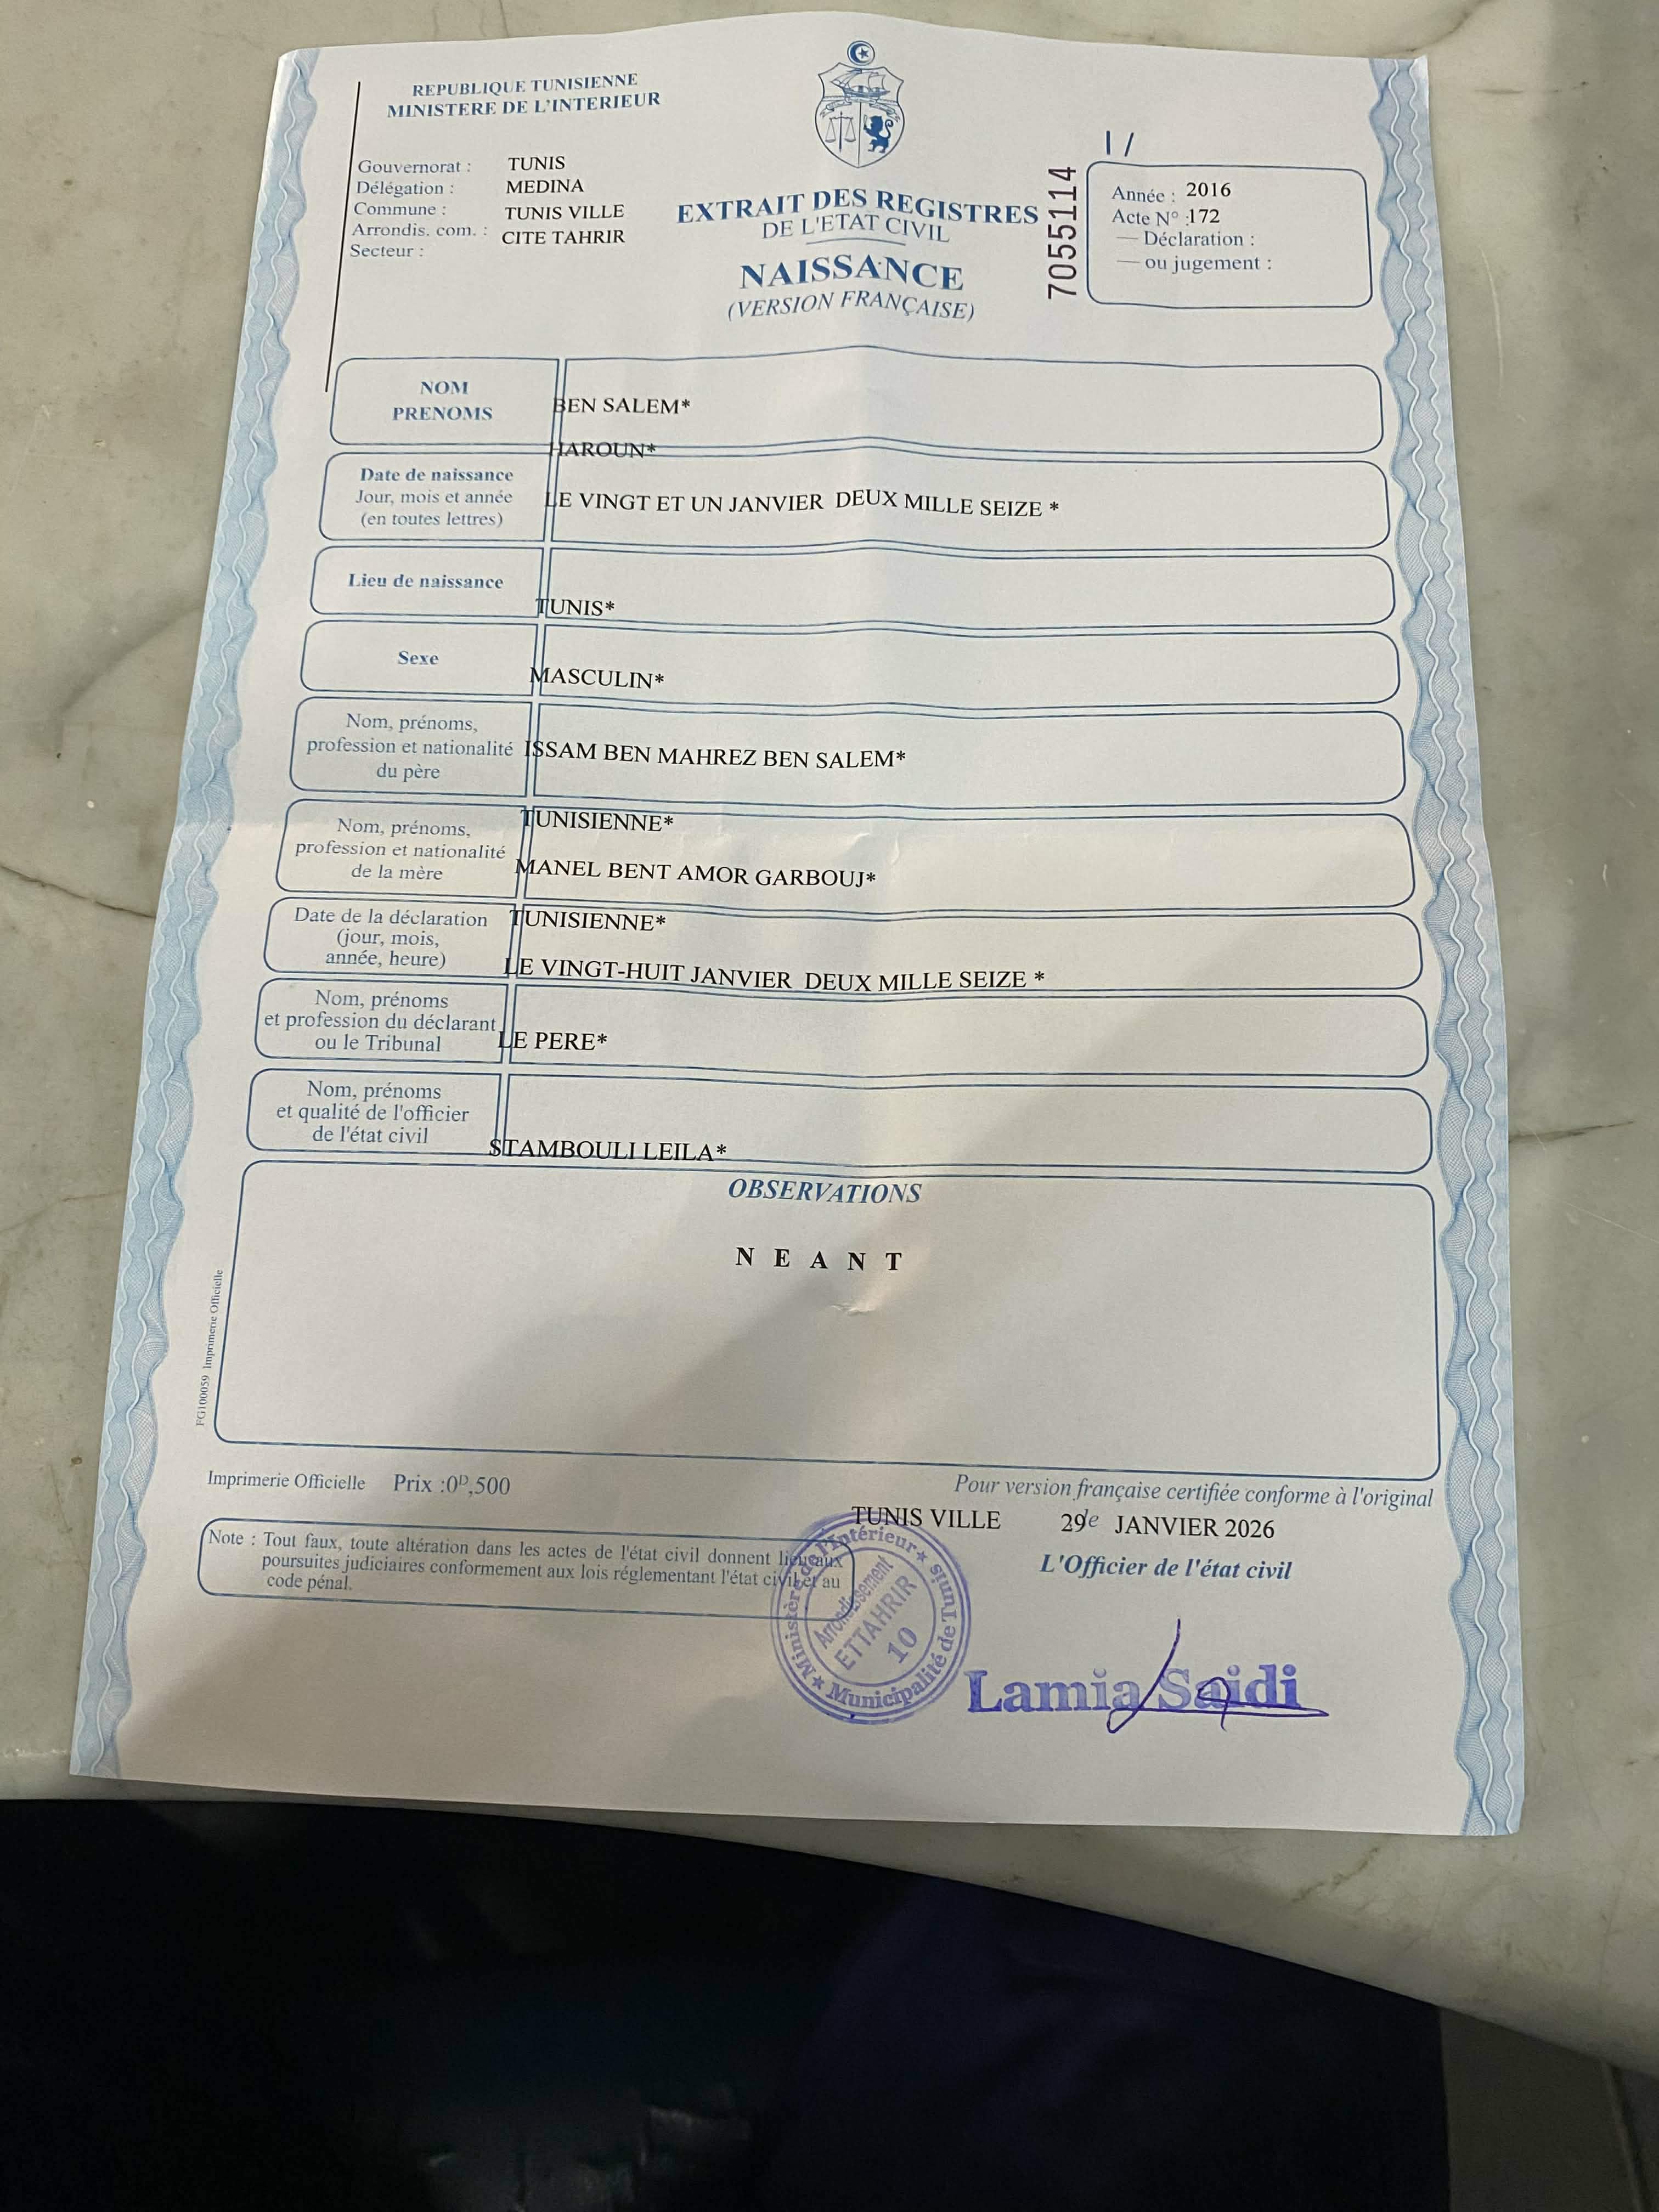 REPUBLIQUE TUNISIENNE
MINISTERE DE L'INTERIEUR
Gouvernorat : TUNIS
Délégation : MEDINA
Commune : TUNIS VILLE
Arrondis. com. : CITE TAHRIR
Secteur :
EXTRAIT DES REGISTRES
DE L'ETAT CIVIL
NAISSANCE
(VERSION FRANÇAISE)
7055114
1 /
Année : 2016
Acte N° :172
— Déclaration :
— ou jugement :
NOM
PRENOMS
BEN SALEM*
HAROUN*
Date de naissance
Jour, mois et année
(en toutes lettres)
LE VINGT ET UN JANVIER DEUX MILLE SEIZE *
Lieu de naissance
TUNIS*
Sexe
MASCULIN*
Nom, prénoms,
profession et nationalité
du père
ISSAM BEN MAHREZ BEN SALEM*
TUNISIENNE*
Nom, prénoms,
profession et nationalité
de la mère
MANEL BENT AMOR GARBOUJ*
TUNISIENNE*
Date de la déclaration
(jour, mois,
année, heure)
LE VINGT-HUIT JANVIER DEUX MILLE SEIZE *
Nom, prénoms
et profession du déclarant
ou le Tribunal
LE PERE*
Nom, prénoms
et qualité de l'officier
de l'état civil
STAMBOULI LEILA*
OBSERVATIONS
N E A N T
FG100059 Imprimerie Officielle
Imprimerie Officielle Prix :0D,500
Pour version française certifiée conforme à l'original
TUNIS VILLE 29 le JANVIER 2026
L'Officier de l'état civil
Note : Tout faux, toute altération dans les actes de l'état civil donnent lieu aux
poursuites judiciaires conformement aux lois réglementant l'état civil et au
code pénal.
Ministère de l'Intérieur
Municipalité de Tunis
Arrondissement
ETTAHRIR
10
Lamia Saidi